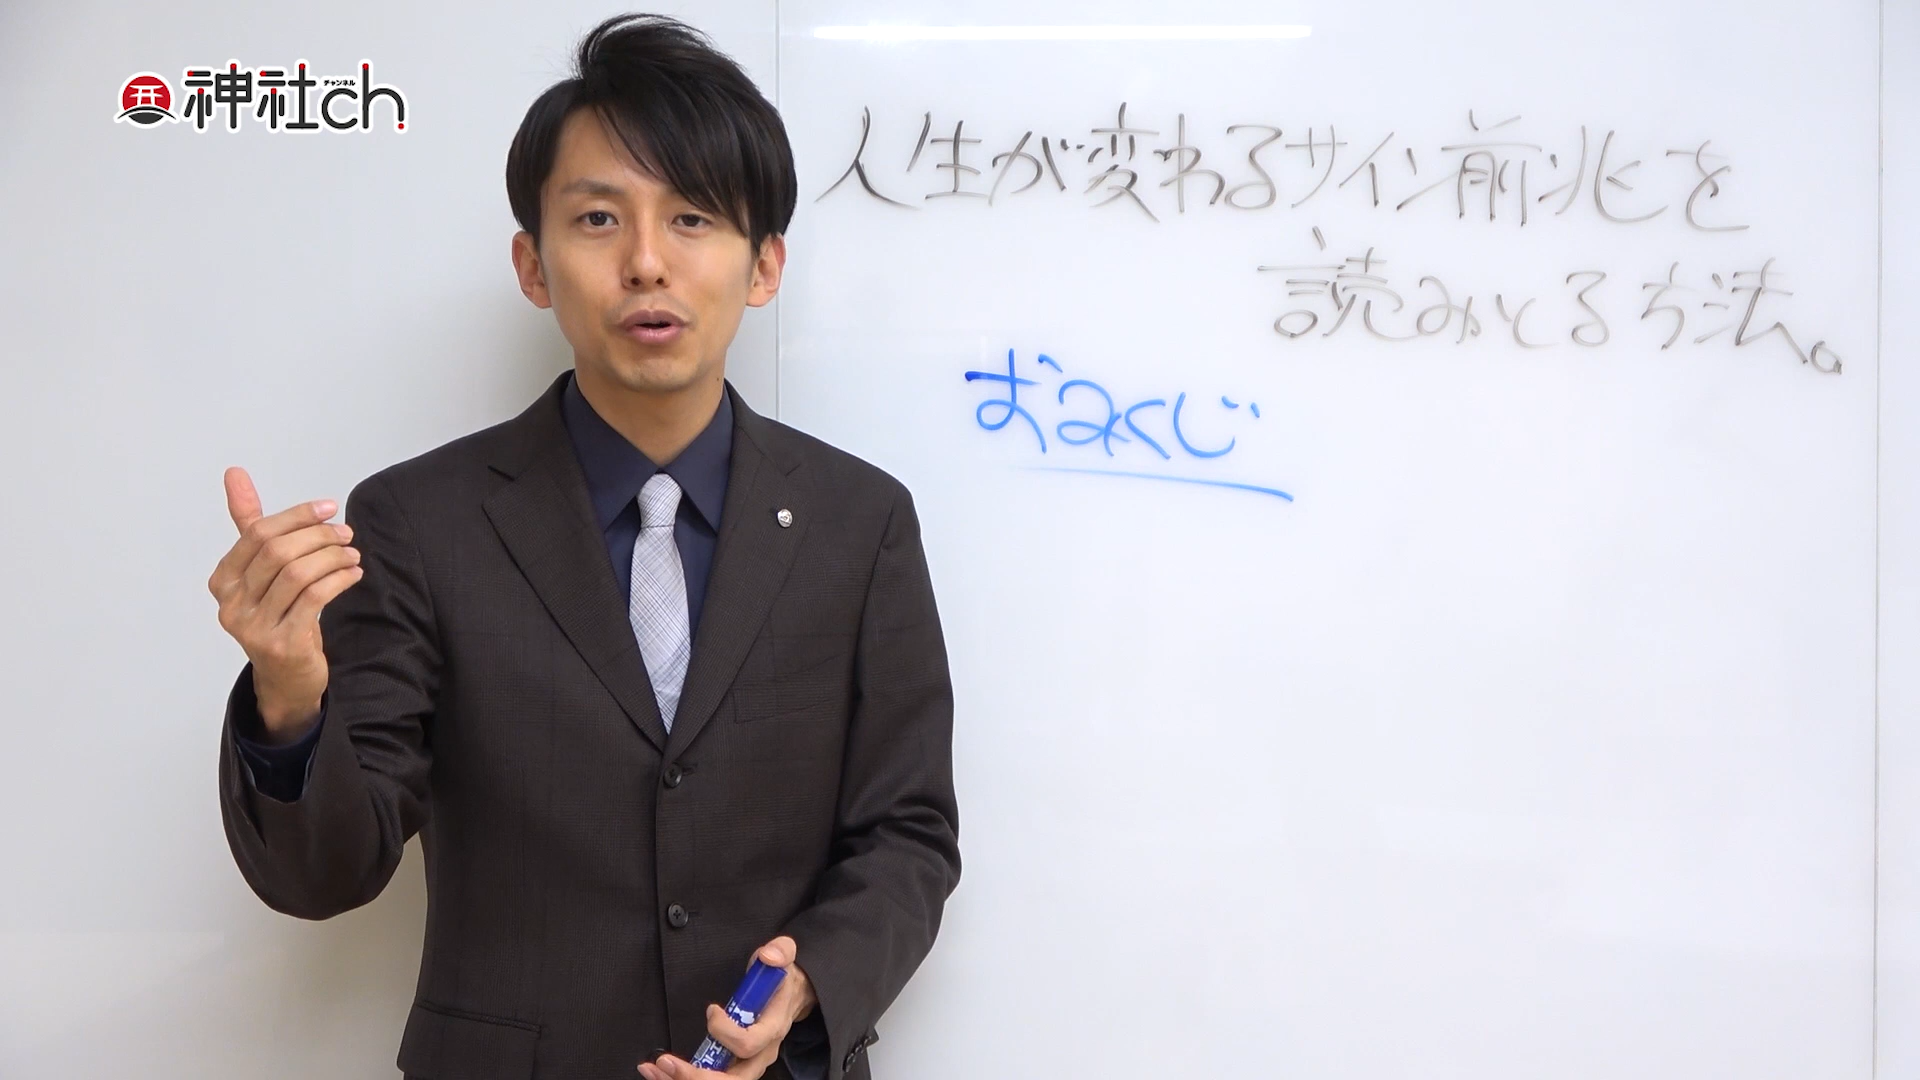 神社ch
チャンネル
人生が変わるサイン前兆を
読みとる方法。
おみくじ